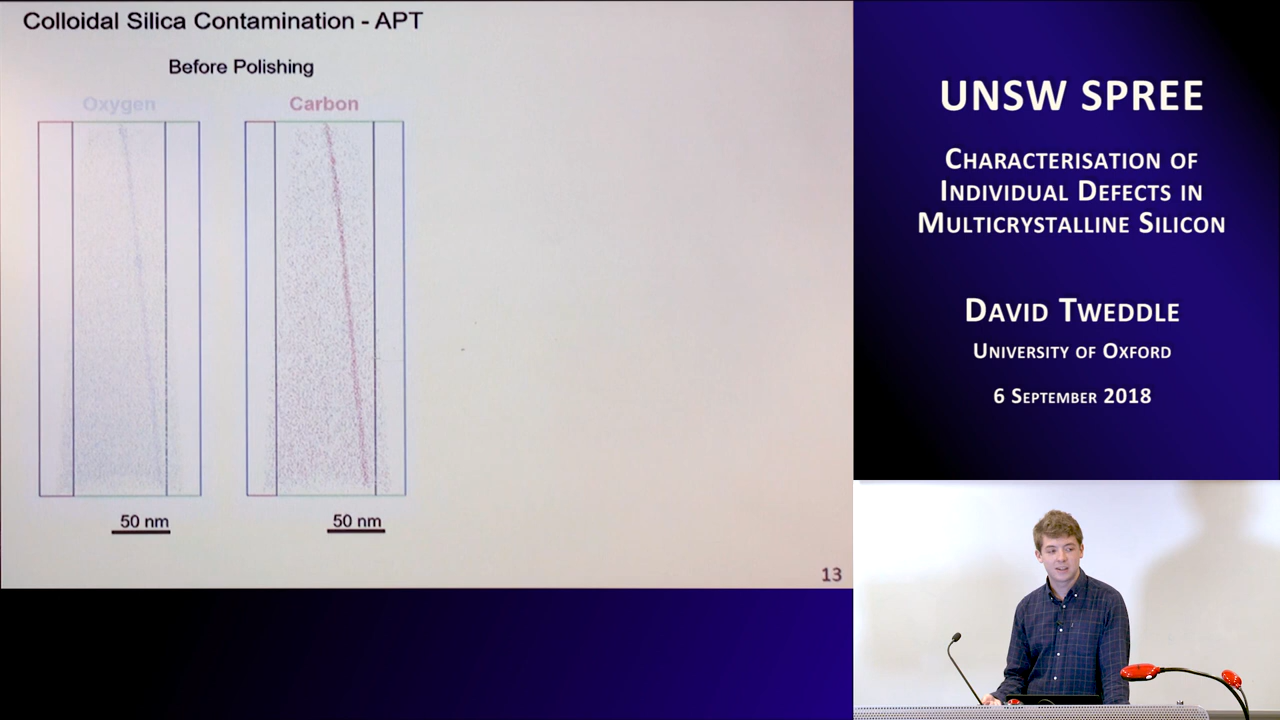 Colloidal Silica Contamination - APT
Before Polishing
Oxygen
Carbon
50 nm
50 nm
13
UNSW SPREE
CHARACTERISATION OF
INDIVIDUAL DEFECTS IN
MULTICRYSTALLINE SILICON
DAVID TWEDDLE
UNIVERSITY OF OXFORD
6 SEPTEMBER 2018